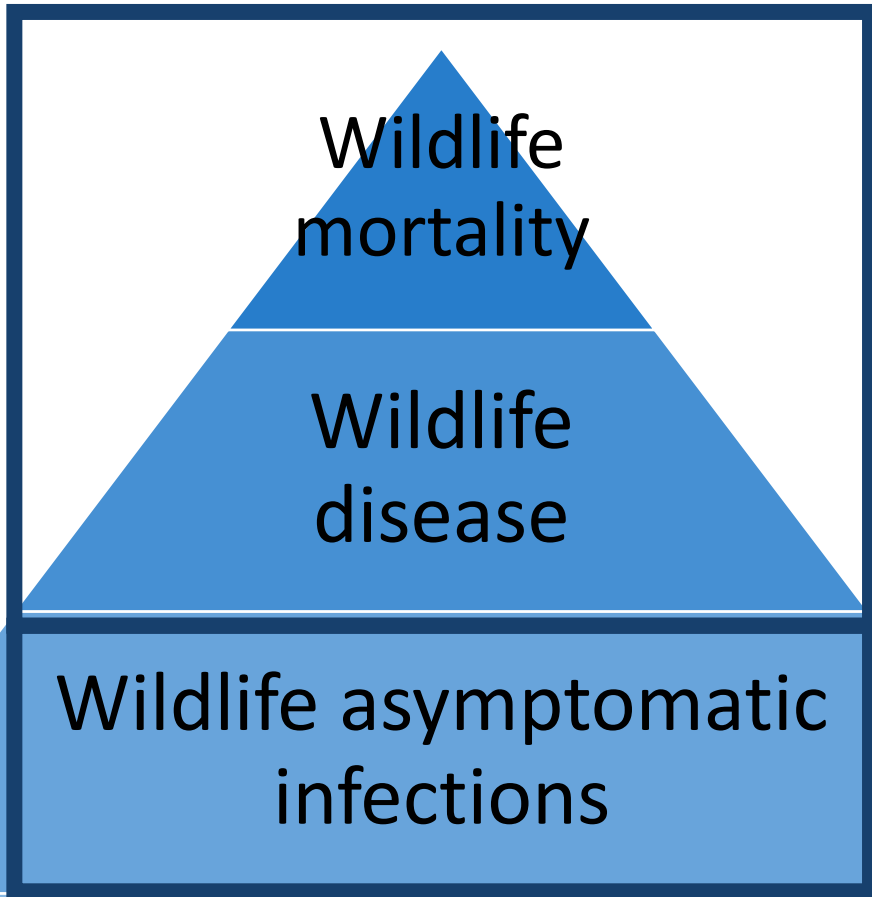 Wildlife
mortality
Wildlife
disease
Wildlife asymptomatic
infections